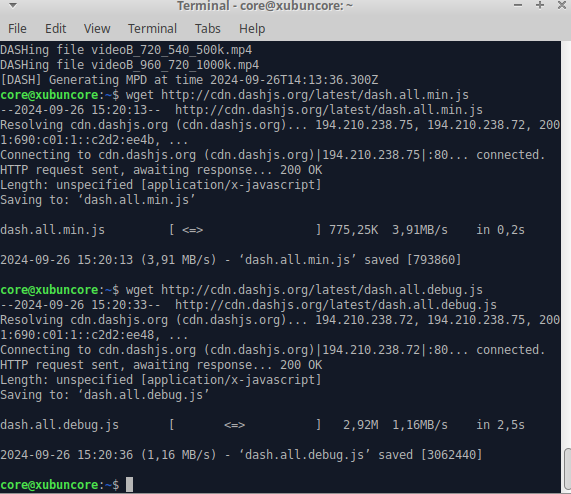 Terminal - core@xubuncore: ~
File Edit View Terminal Tabs Help
DASHing file videoB_720_540_500k.mp4
DASHing file videoB_960_720_1000k.mp4
[DASH] Generating MPD at time 2024-09-26T14:13:36.300Z
core@xubuncore:~$ wget http://cdn.dashjs.org/latest/dash.all.min.js
--2024-09-26 15:20:13--  http://cdn.dashjs.org/latest/dash.all.min.js
Resolving cdn.dashjs.org (cdn.dashjs.org)... 194.210.238.75, 194.210.238.72, 200
1:690:c01:1::c2d2:ee4b, ...
Connecting to cdn.dashjs.org (cdn.dashjs.org)|194.210.238.75|:80... connected.
HTTP request sent, awaiting response... 200 OK
Length: unspecified [application/x-javascript]
Saving to: ‘dash.all.min.js’
dash.all.min.js         [ <=>                  ] 775,25K  3,91MB/s    in 0,2s
2024-09-26 15:20:13 (3,91 MB/s) - ‘dash.all.min.js’ saved [793860]
core@xubuncore:~$ wget http://cdn.dashjs.org/latest/dash.all.debug.js
--2024-09-26 15:20:33--  http://cdn.dashjs.org/latest/dash.all.debug.js
Resolving cdn.dashjs.org (cdn.dashjs.org)... 194.210.238.72, 194.210.238.75, 200
1:690:c01:1::c2d2:ee48, ...
Connecting to cdn.dashjs.org (cdn.dashjs.org)|194.210.238.72|:80... connected.
HTTP request sent, awaiting response... 200 OK
Length: unspecified [application/x-javascript]
Saving to: ‘dash.all.debug.js’
dash.all.debug.js       [       <=>            ]   2,92M  1,16MB/s    in 2,5s
2024-09-26 15:20:36 (1,16 MB/s) - ‘dash.all.debug.js’ saved [3062440]
core@xubuncore:~$